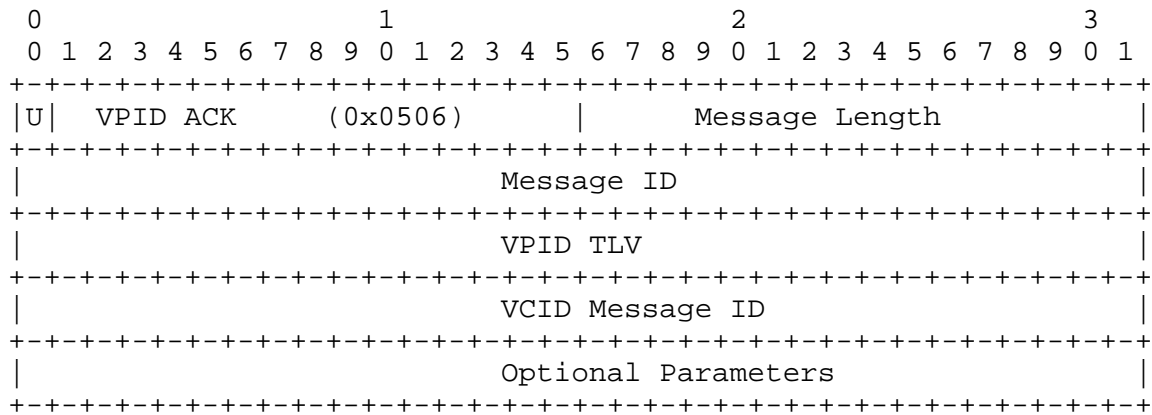 0                   1                   2                   3
 0 1 2 3 4 5 6 7 8 9 0 1 2 3 4 5 6 7 8 9 0 1 2 3 4 5 6 7 8 9 0 1
+-+-+-+-+-+-+-+-+-+-+-+-+-+-+-+-+-+-+-+-+-+-+-+-+-+-+-+-+-+-+-+-+
|U|  VPID ACK     (0x0506)      |      Message Length           |
+-+-+-+-+-+-+-+-+-+-+-+-+-+-+-+-+-+-+-+-+-+-+-+-+-+-+-+-+-+-+-+-+
|                          Message ID                           |
+-+-+-+-+-+-+-+-+-+-+-+-+-+-+-+-+-+-+-+-+-+-+-+-+-+-+-+-+-+-+-+-+
|                          VPID TLV                             |
+-+-+-+-+-+-+-+-+-+-+-+-+-+-+-+-+-+-+-+-+-+-+-+-+-+-+-+-+-+-+-+-+
|                          VCID Message ID                      |
+-+-+-+-+-+-+-+-+-+-+-+-+-+-+-+-+-+-+-+-+-+-+-+-+-+-+-+-+-+-+-+-+
|                          Optional Parameters                  |
+-+-+-+-+-+-+-+-+-+-+-+-+-+-+-+-+-+-+-+-+-+-+-+-+-+-+-+-+-+-+-+-+